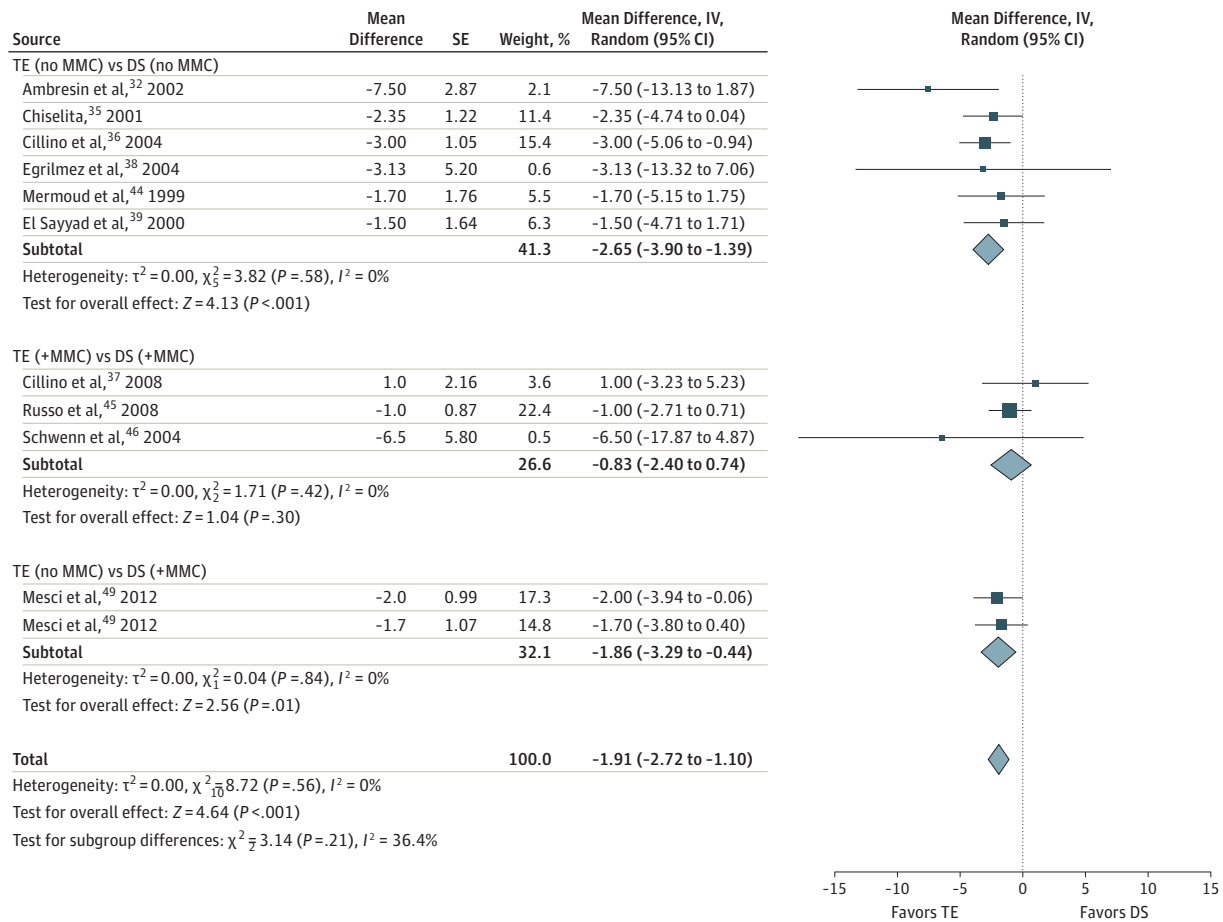 Source Mean Difference SE Weight, % Mean Difference, IV, Random (95% CI) Mean Difference, IV, Random (95% CI)
TE (no MMC) vs DS (no MMC)
Ambresin et al,32 2002 -7.50 2.87 2.1 -7.50 (-13.13 to 1.87)
Chiselita,35 2001 -2.35 1.22 11.4 -2.35 (-4.74 to 0.04)
Cillino et al,36 2004 -3.00 1.05 15.4 -3.00 (-5.06 to -0.94)
Egrilmez et al,38 2004 -3.13 5.20 0.6 -3.13 (-13.32 to 7.06)
Mermoud et al,44 1999 -1.70 1.76 5.5 -1.70 (-5.15 to 1.75)
El Sayyad et al,39 2000 -1.50 1.64 6.3 -1.50 (-4.71 to 1.71)
Subtotal 41.3 -2.65 (-3.90 to -1.39)
Heterogeneity: τ2 = 0.00, χ2 5 = 3.82 (P = .58), I2 = 0%
Test for overall effect: Z = 4.13 (P < .001)
TE (+MMC) vs DS (+MMC)
Cillino et al,37 2008 1.0 2.16 3.6 1.00 (-3.23 to 5.23)
Russo et al,45 2008 -1.0 0.87 22.4 -1.00 (-2.71 to 0.71)
Schwenn et al,46 2004 -6.5 5.80 0.5 -6.50 (-17.87 to 4.87)
Subtotal 26.6 -0.83 (-2.40 to 0.74)
Heterogeneity: τ2 = 0.00, χ2 2 = 1.71 (P = .42), I2 = 0%
Test for overall effect: Z = 1.04 (P = .30)
TE (no MMC) vs DS (+MMC)
Mesci et al,49 2012 -2.0 0.99 17.3 -2.00 (-3.94 to -0.06)
Mesci et al,49 2012 -1.7 1.07 14.8 -1.70 (-3.80 to 0.40)
Subtotal 32.1 -1.86 (-3.29 to -0.44)
Heterogeneity: τ2 = 0.00, χ2 1 = 0.04 (P = .84), I2 = 0%
Test for overall effect: Z = 2.56 (P = .01)
Total 100.0 -1.91 (-2.72 to -1.10)
Heterogeneity: τ2 = 0.00, χ2 10 = 8.72 (P = .56), I2 = 0%
Test for overall effect: Z = 4.64 (P < .001)
Test for subgroup differences: χ2 2 = 3.14 (P = .21), I2 = 36.4%
-15 -10 -5 0 5 10 15
Favors TE Favors DS